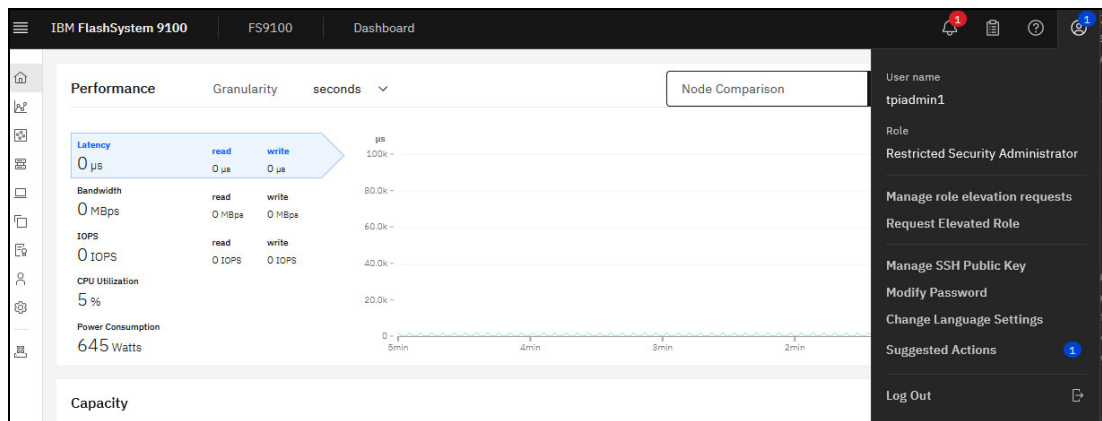 IBM FlashSystem 9100 FS9100 Dashboard 1 1
Performance Granularity seconds Node Comparison
Latency read write
0 µs 0 µs 0 µs
Bandwidth read write
0 MBps 0 MBps 0 MBps
IOPS read write
0 IOPS 0 IOPS 0 IOPS
CPU Utilization
5 %
Power Consumption
645 Watts
µs
100k
80.0k
60.0k
40.0k
20.0k
0
5min 4min 3min 2min
Capacity
User name
tpiadmin1
Role
Restricted Security Administrator
Manage role elevation requests
Request Elevated Role
Manage SSH Public Key
Modify Password
Change Language Settings
Suggested Actions 1
Log Out